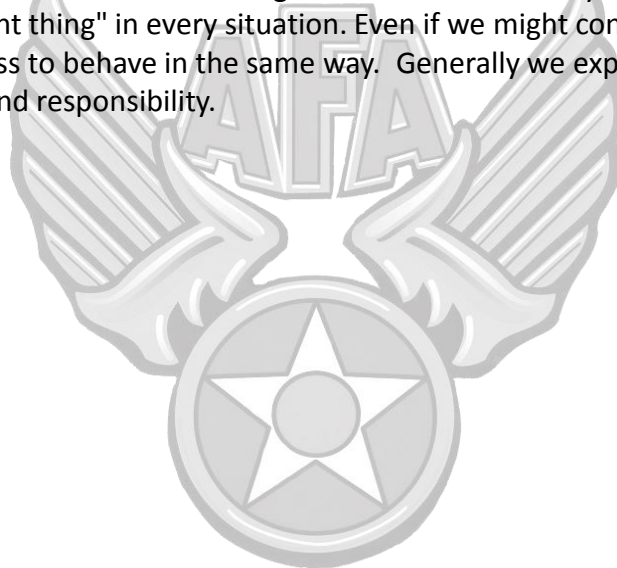 nt thing" in every situation. Even if we might con
ss to behave in the same way.  Generally we exp
nd responsibility.
AFA